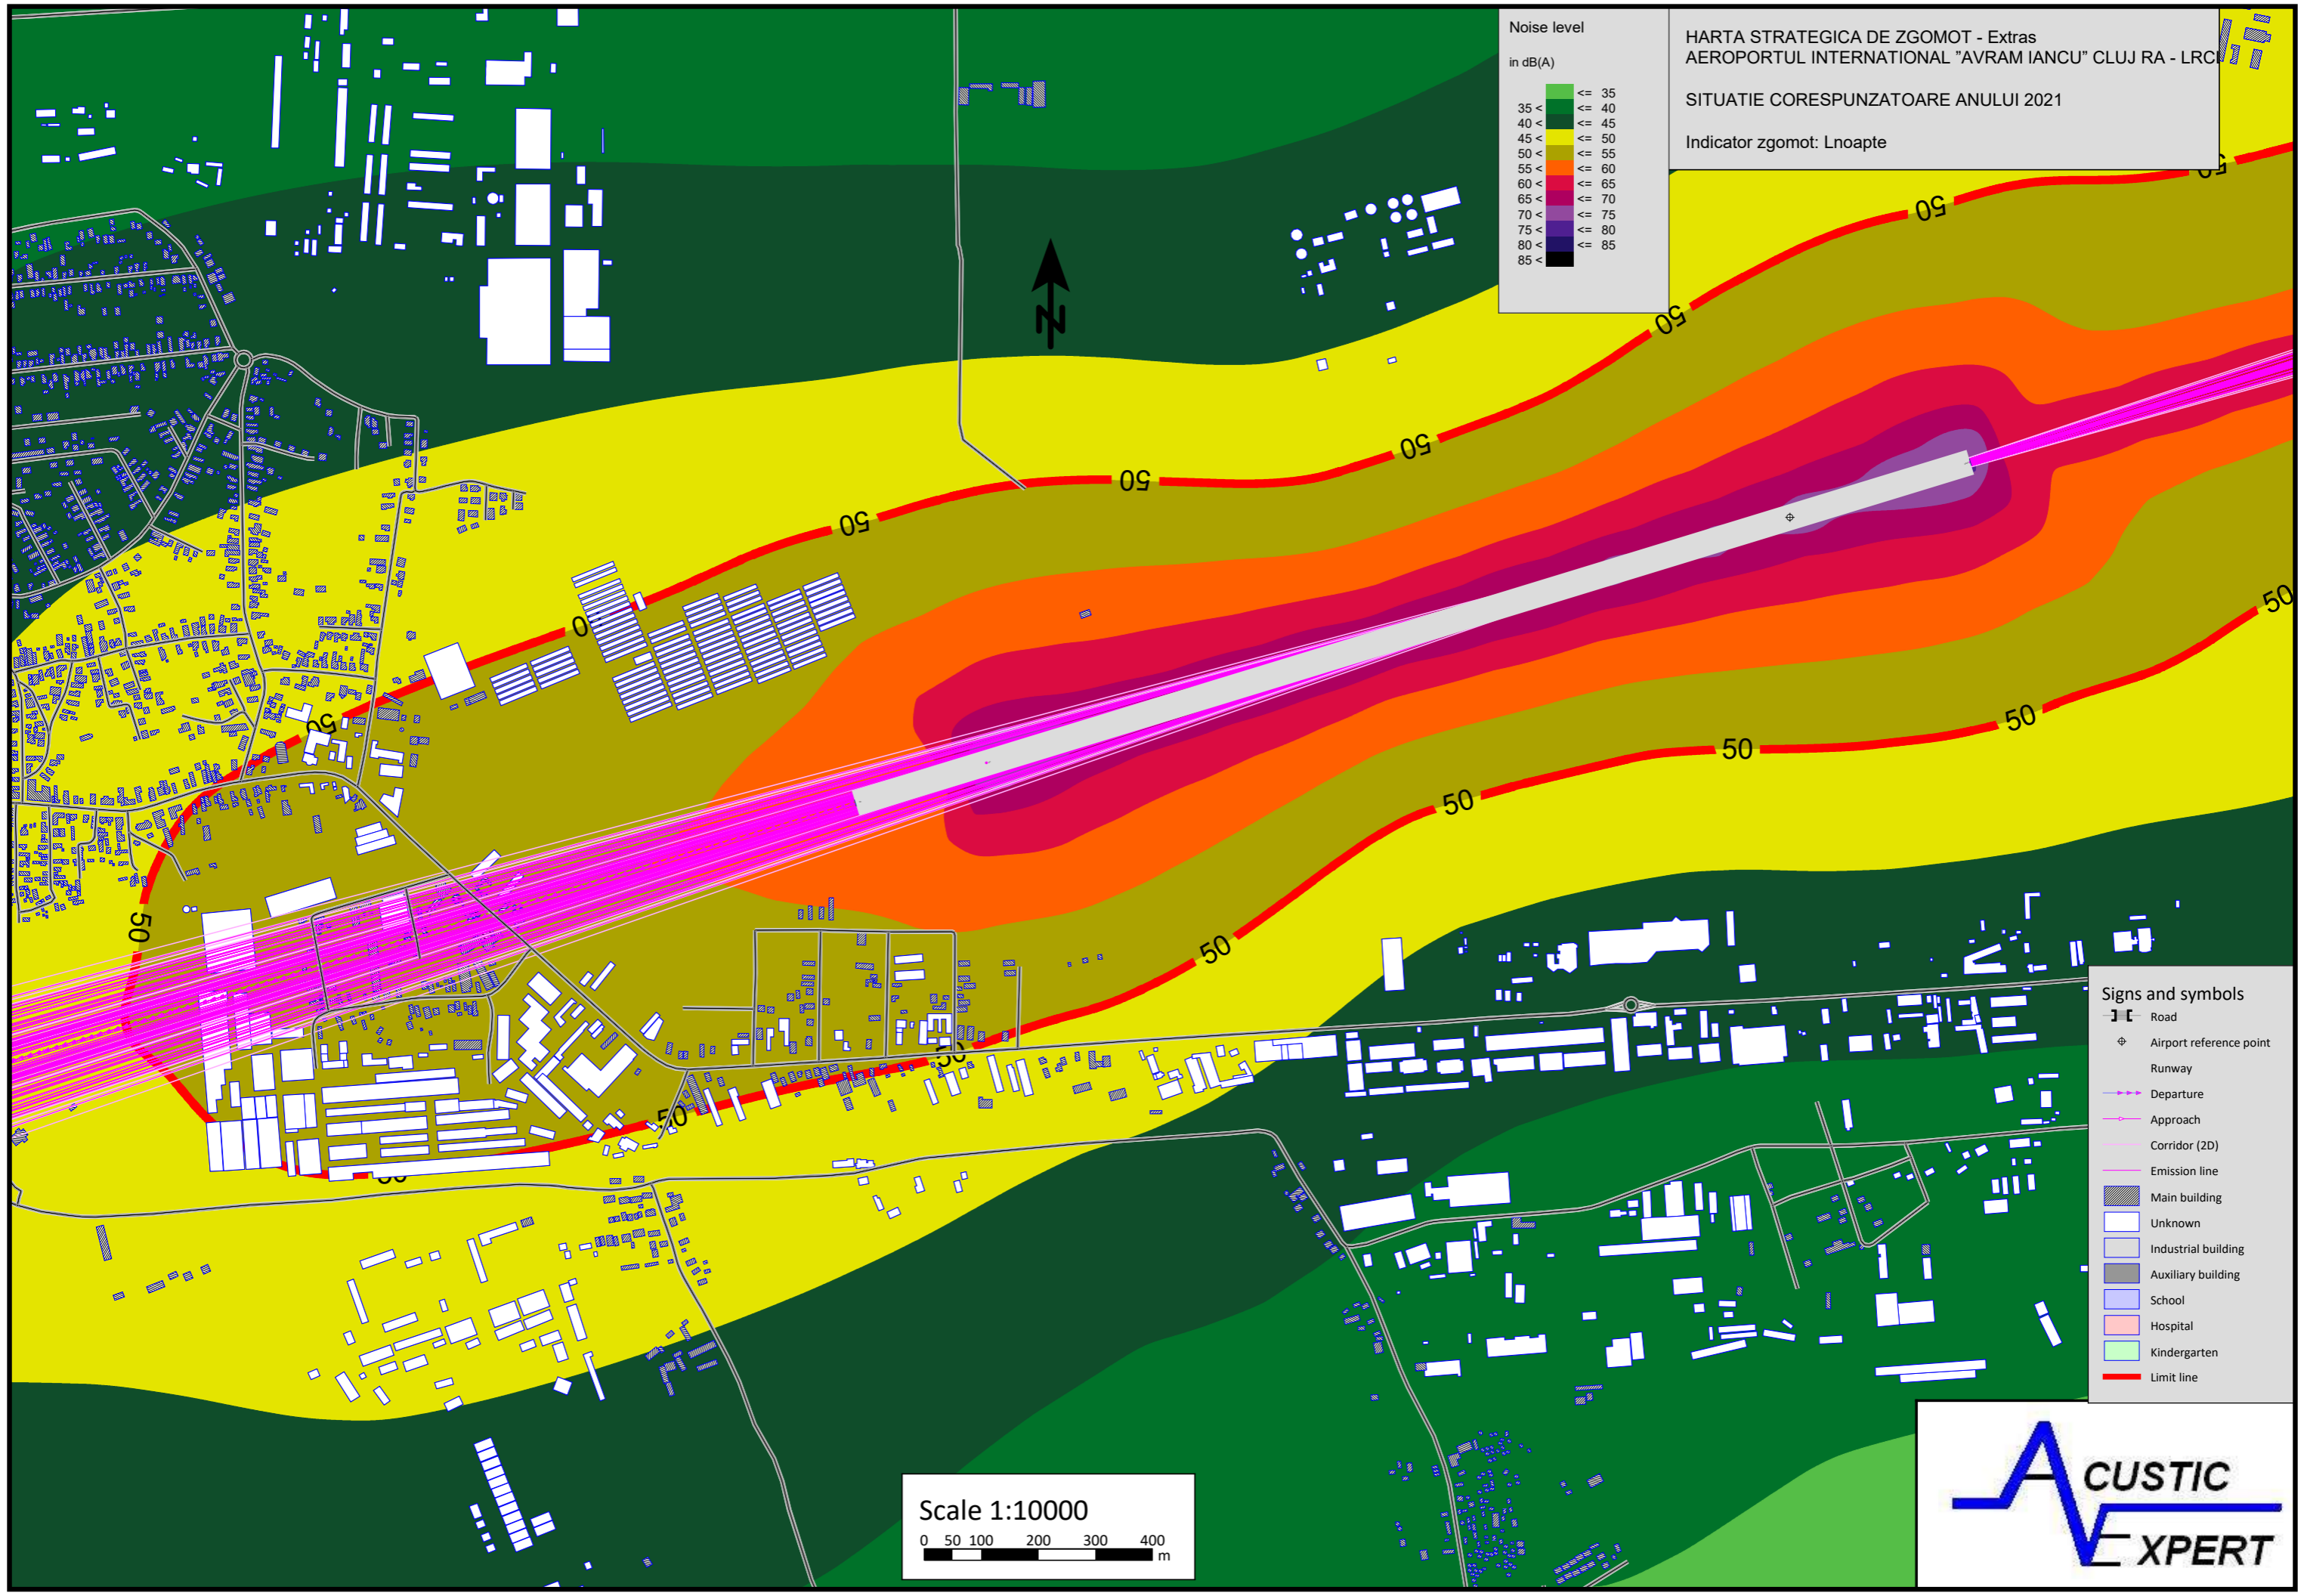 Noise level
in dB(A)
<= 35
35 < <= 40
40 < <= 45
45 < <= 50
50 < <= 55
55 < <= 60
60 < <= 65
65 < <= 70
70 < <= 75
75 < <= 80
80 < <= 85
85 <
HARTA STRATEGICA DE ZGOMOT - Extras
AEROPORTUL INTERNATIONAL "AVRAM IANCU" CLUJ RA - LRCL
SITUATIE CORESPUNZATOARE ANULUI 2021
Indicator zgomot: Lnoapte
50
50
50
50
50
50
N
50
50
0
50
50
50
50
50
50
50
50
Signs and symbols
Road
Airport reference point
Runway
Departure
Approach
Corridor (2D)
Emission line
Main building
Unknown
Industrial building
Auxiliary building
School
Hospital
Kindergarten
Limit line
Scale 1:10000
0 50 100 200 300 400
m
ACUSTIC
EXPERT